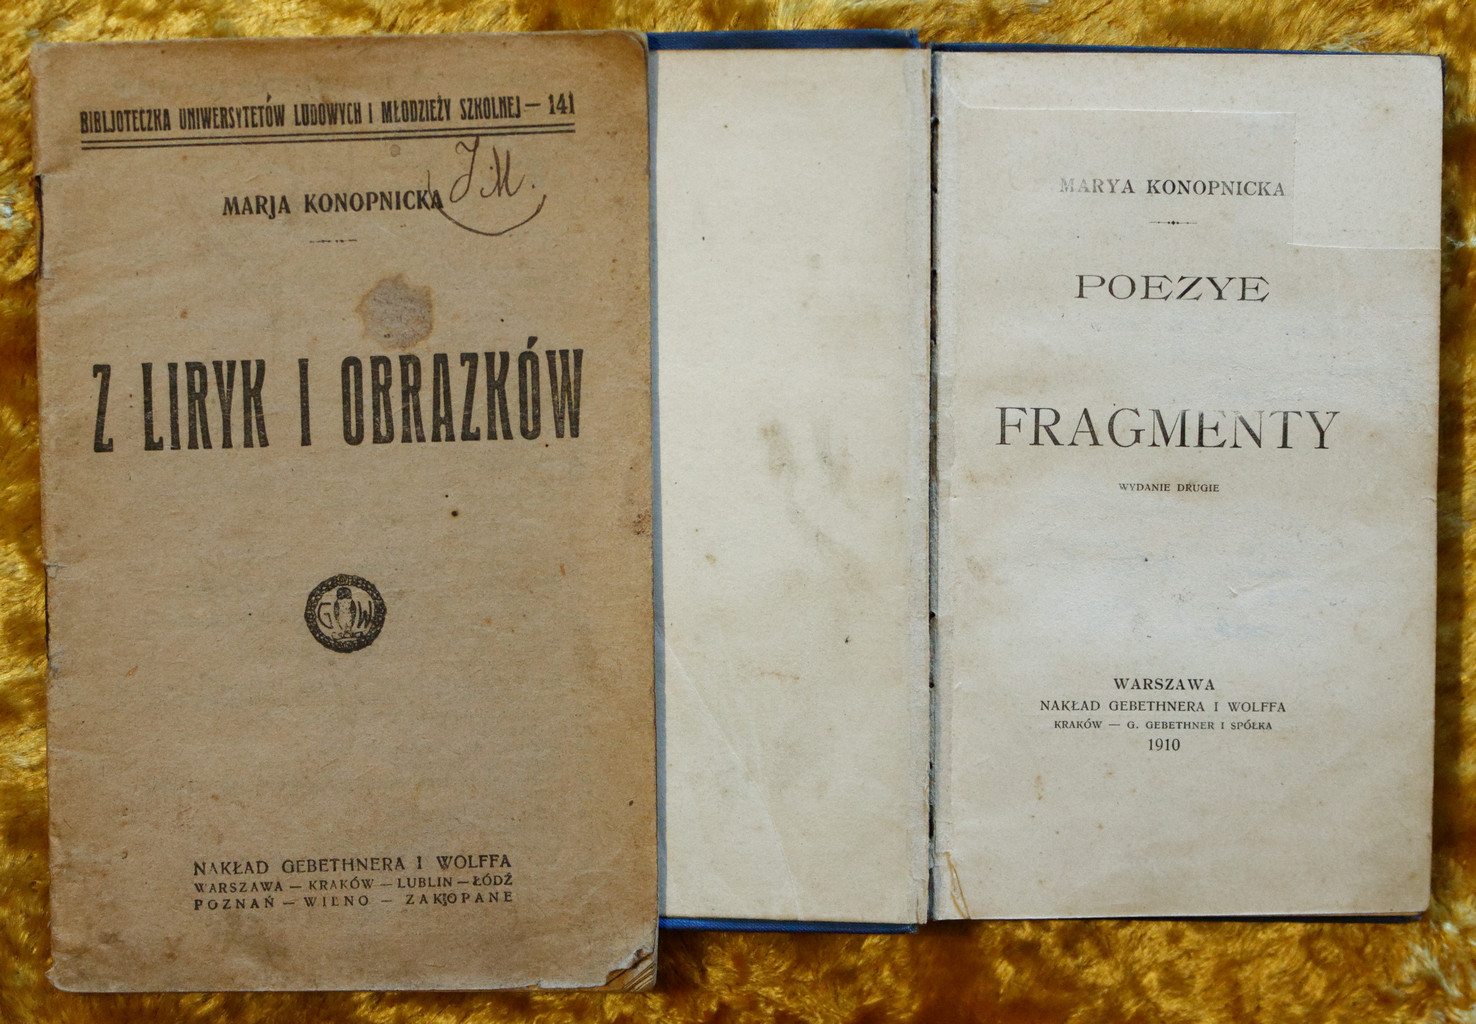 BIBLJOTECZKA UNIWERSYTETÓW LUDOWYCH I MŁODZIEŻY SZKOLNEJ — 141
J.M.
MARJA KONOPNICKA
Z LIRYK I OBRAZKÓW
G W
NAKŁAD GEBETHNERA I WOLFFA
WARSZAWA — KRAKÓW — LUBLIN — ŁÓDŹ
POZNAŃ — WILNO — ZAKOPANE
MARYA KONOPNICKA
POEZYE
FRAGMENTY
WYDANIE DRUGIE
WARSZAWA
NAKŁAD GEBETHNERA I WOLFFA
KRAKÓW — G. GEBETHNER I SPÓŁKA
1910